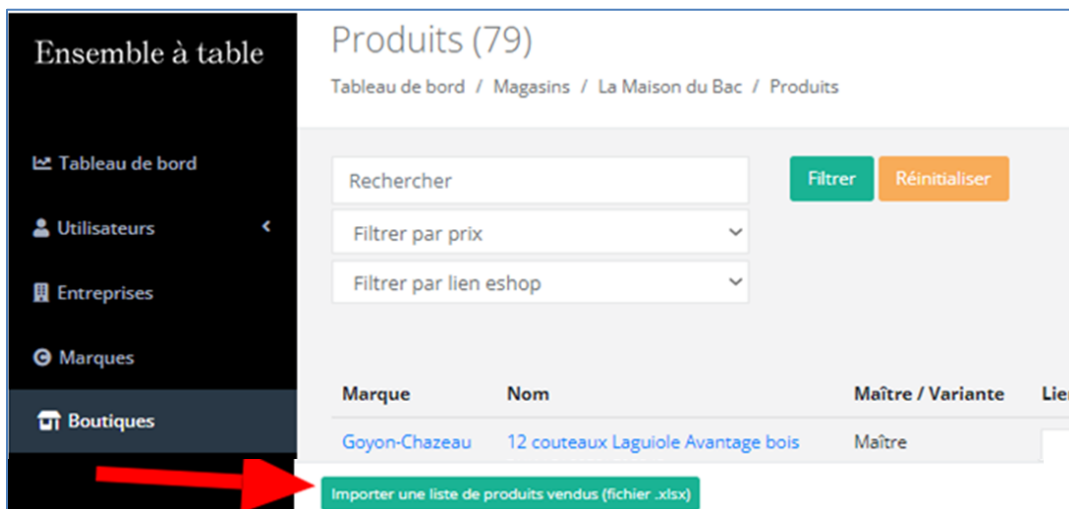 Ensemble à table
Tableau de bord
Utilisateurs
Entreprises
Marques
Boutiques
Produits (79)
Tableau de bord / Magasins / La Maison du Bac / Produits
Rechercher
Filtrer Réinitialiser
Filtrer par prix
Filtrer par lien eshop
Marque Nom Maître / Variante
Goyon-Chazeau 12 couteaux Laguiole Avantage bois Maître
Importer une liste de produits vendus (fichier .xlsx)